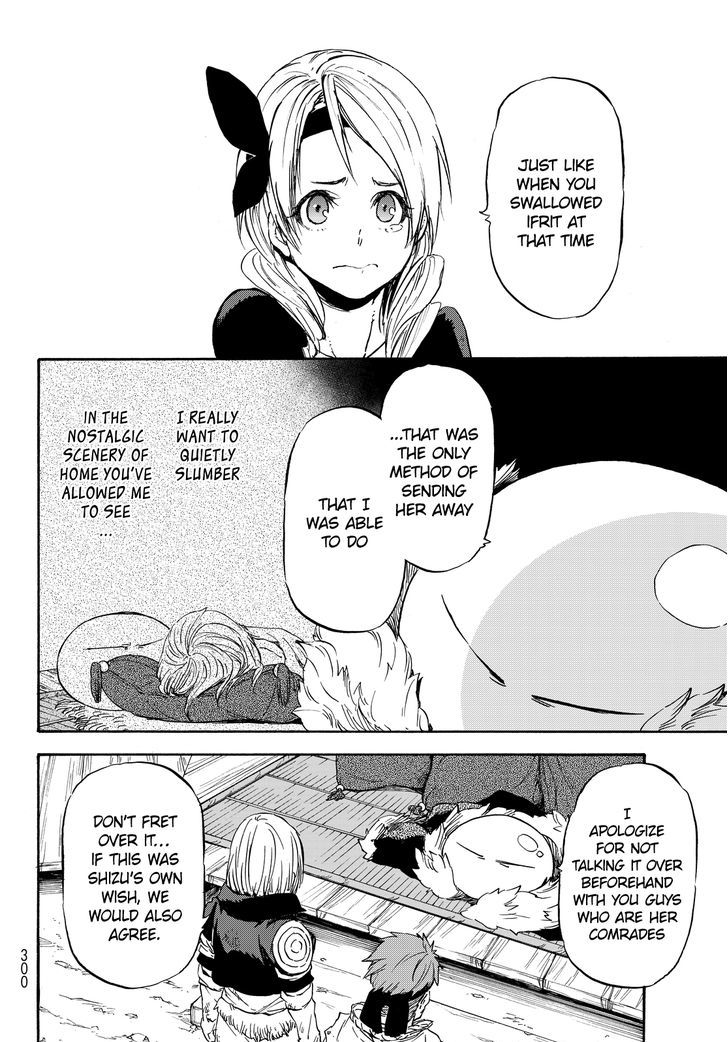 JUST LIKE
WHEN YOU
SWALLOWED
IFRIT AT
THAT TIME
...THAT WAS
THE ONLY
METHOD OF
SENDING
HER AWAY
THAT I
WAS ABLE
TO DO
I REALLY
WANT TO
QUIETLY
SLUMBER
IN THE
NOSTALGIC
SCENERY OF
HOME YOU'VE
ALLOWED ME
TO SEE
...
I
APOLOGIZE
FOR NOT
TALKING IT OVER
BEFOREHAND
WITH YOU GUYS
WHO ARE HER
COMRADES
DON'T FRET
OVER IT...
IF THIS WAS
SHIZU'S OWN
WISH, WE
WOULD ALSO
AGREE.
300